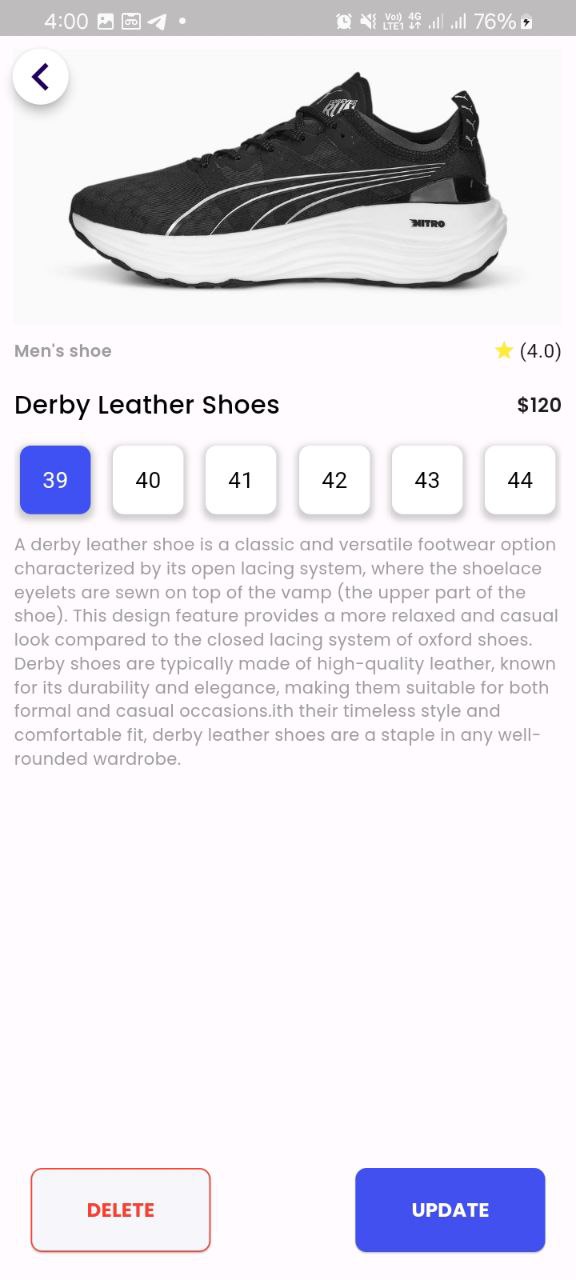 4:00 Vo)) LTE1 4G 76%
NITRO
Men's shoe (4.0)
Derby Leather Shoes $120
39 40 41 42 43 44
A derby leather shoe is a classic and versatile footwear option
characterized by its open lacing system, where the shoelace
eyelets are sewn on top of the vamp (the upper part of the
shoe). This design feature provides a more relaxed and casual
look compared to the closed lacing system of oxford shoes.
Derby shoes are typically made of high-quality leather, known
for its durability and elegance, making them suitable for both
formal and casual occasions.ith their timeless style and
comfortable fit, derby leather shoes are a staple in any well-
rounded wardrobe.
DELETE UPDATE